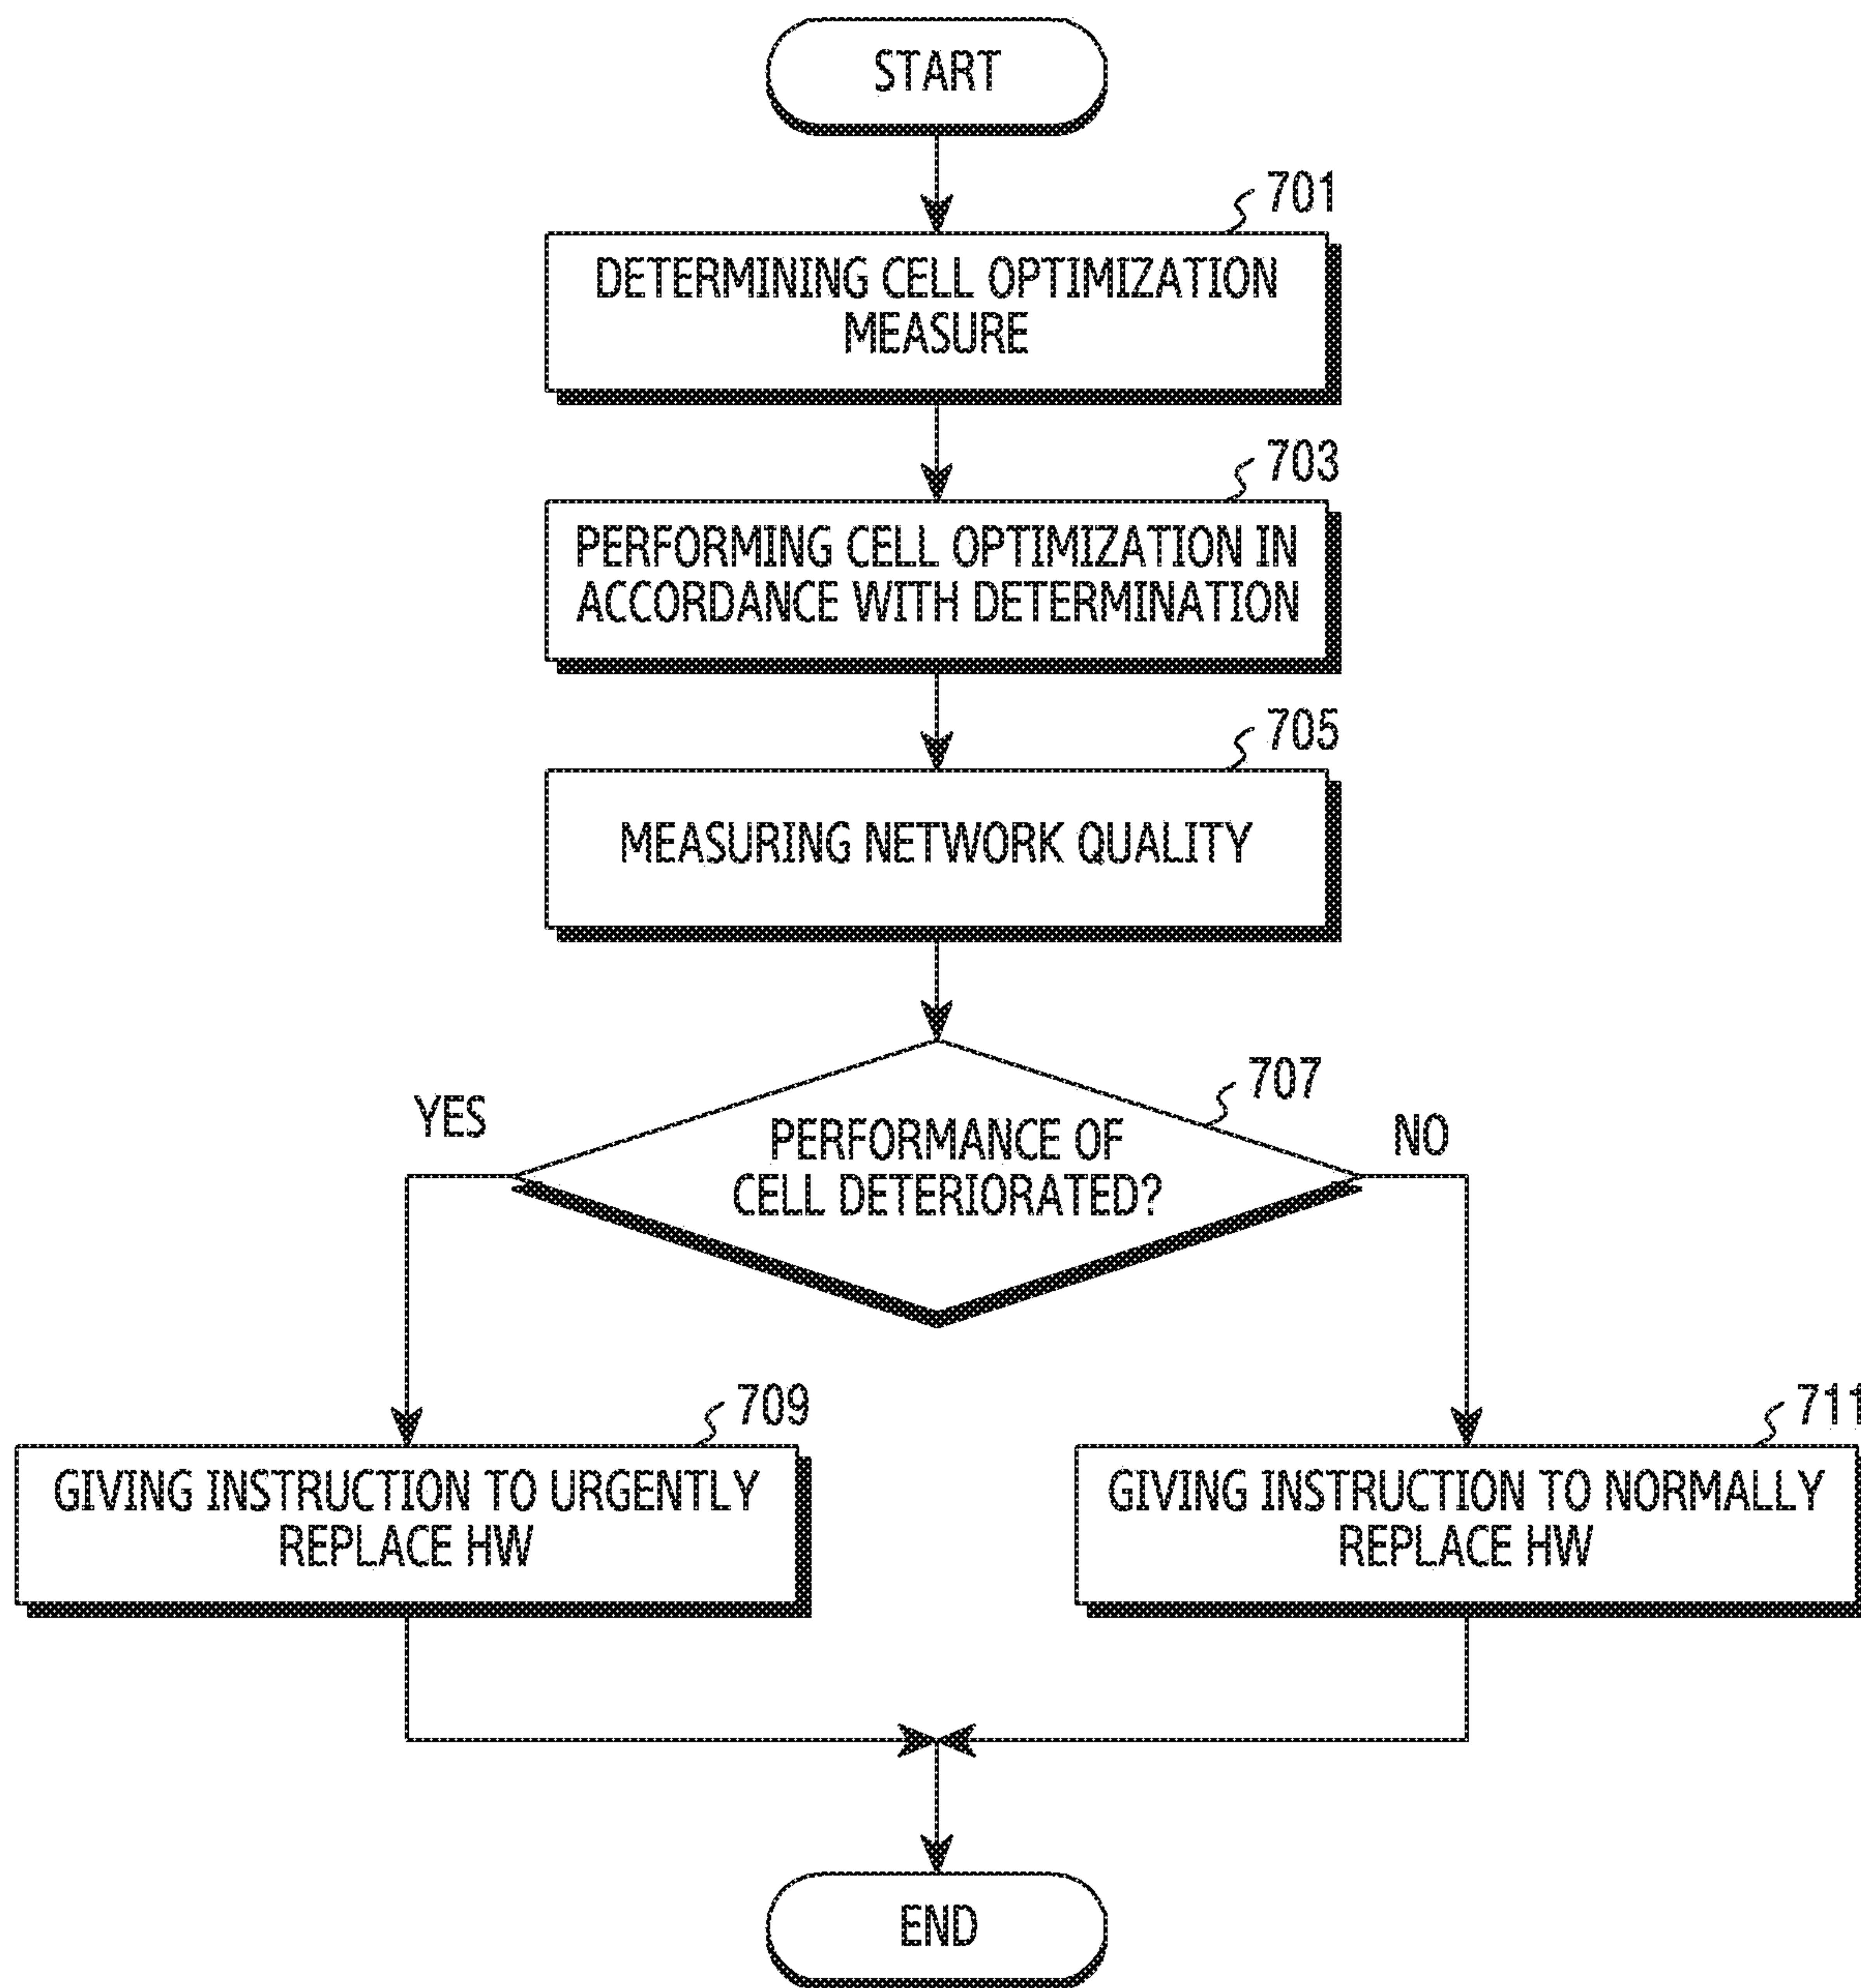 START
701
DETERMINING CELL OPTIMIZATION
MEASURE
703
PERFORMING CELL OPTIMIZATION IN
ACCORDANCE WITH DETERMINATION
705
MEASURING NETWORK QUALITY
707
YES
NO
PERFORMANCE OF
CELL DETERIORATED?
709
GIVING INSTRUCTION TO URGENTLY
REPLACE HW
711
GIVING INSTRUCTION TO NORMALLY
REPLACE HW
END